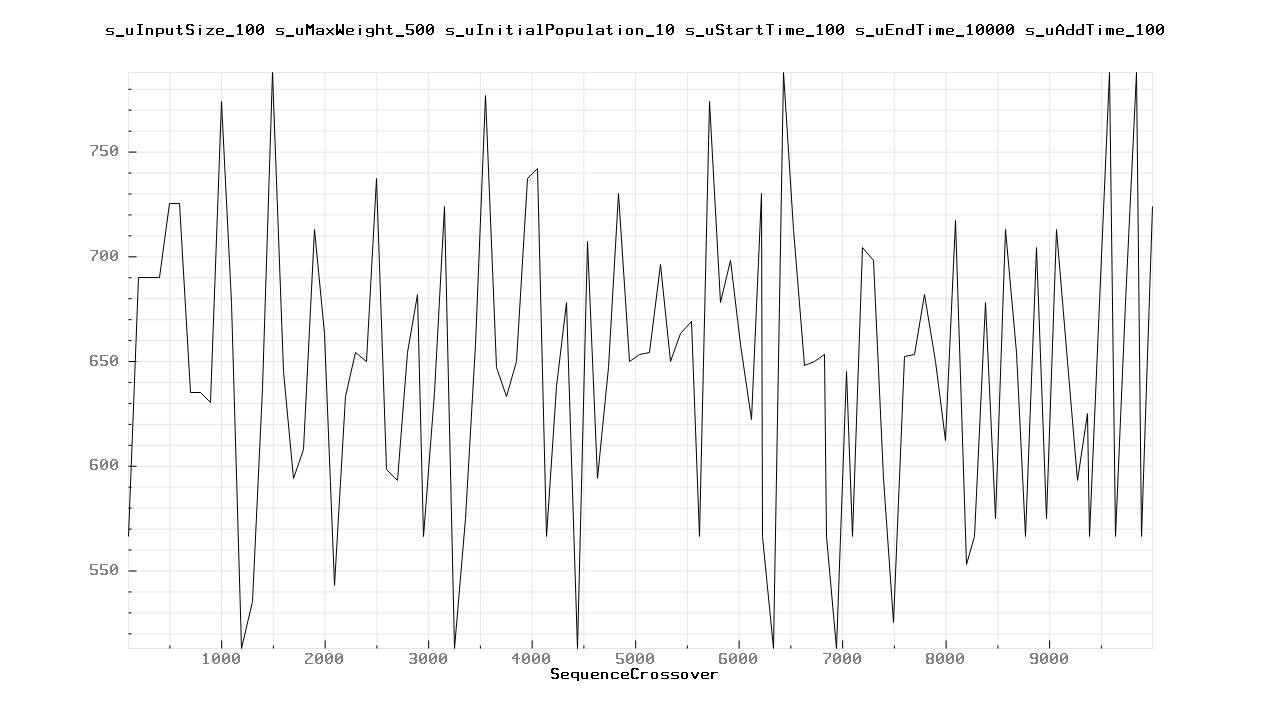 s_uInputSize_100 s_uMaxWeight_500 s_uInitialPopulation_10 s_uStartTime_100 s_uEndTime_10000 s_uAddTime_100
750
700
650
600
550
1000 2000 3000 4000 5000 6000 7000 8000 9000
SequenceCrossover